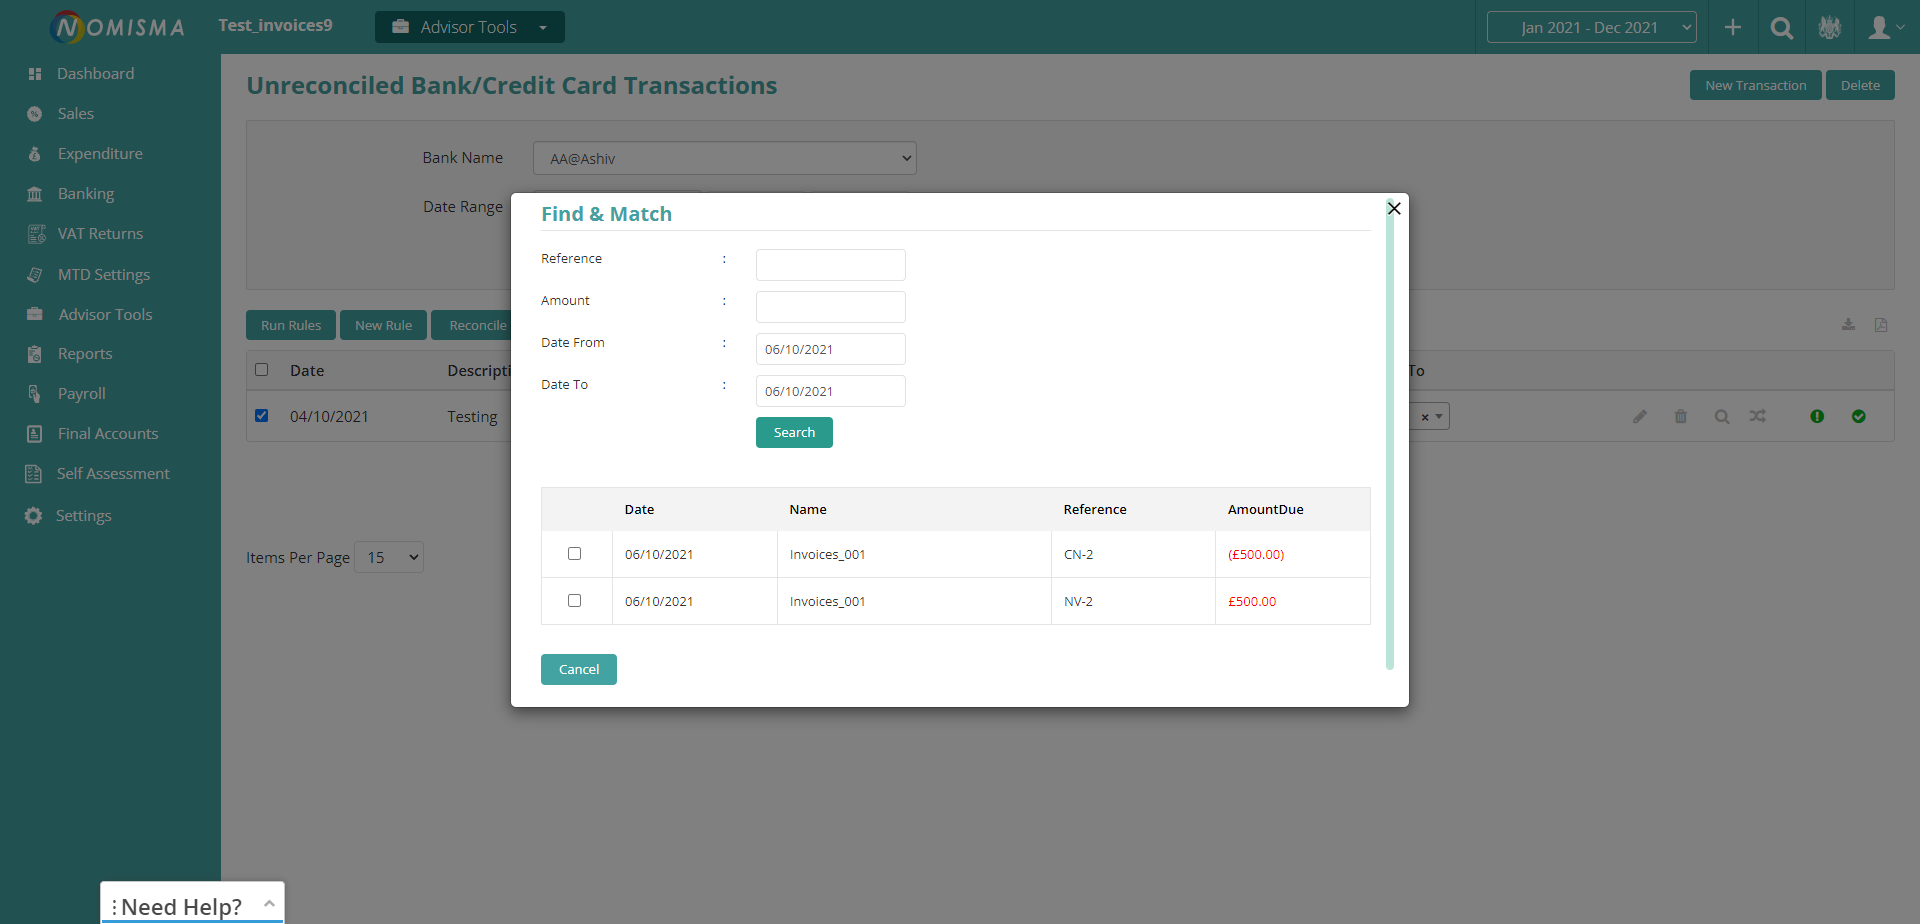 NOMISMA
Test_invoices9
Advisor Tools
Jan 2021 - Dec 2021
Dashboard
Sales
Expenditure
Banking
VAT Returns
MTD Settings
Advisor Tools
Reports
Payroll
Final Accounts
Self Assessment
Settings
Unreconciled Bank/Credit Card Transactions
New Transaction
Delete
Bank Name
AA@Ashiv
Date Range
Run Rules
New Rule
Reconcile
Date
Descripti
To
04/10/2021
Testing
×
Items Per Page
15
Find & Match
Reference :
Amount :
Date From : 06/10/2021
Date To : 06/10/2021
Search
Date Name Reference AmountDue
06/10/2021 Invoices_001 CN-2 (£500.00)
06/10/2021 Invoices_001 NV-2 £500.00
Cancel
Need Help?